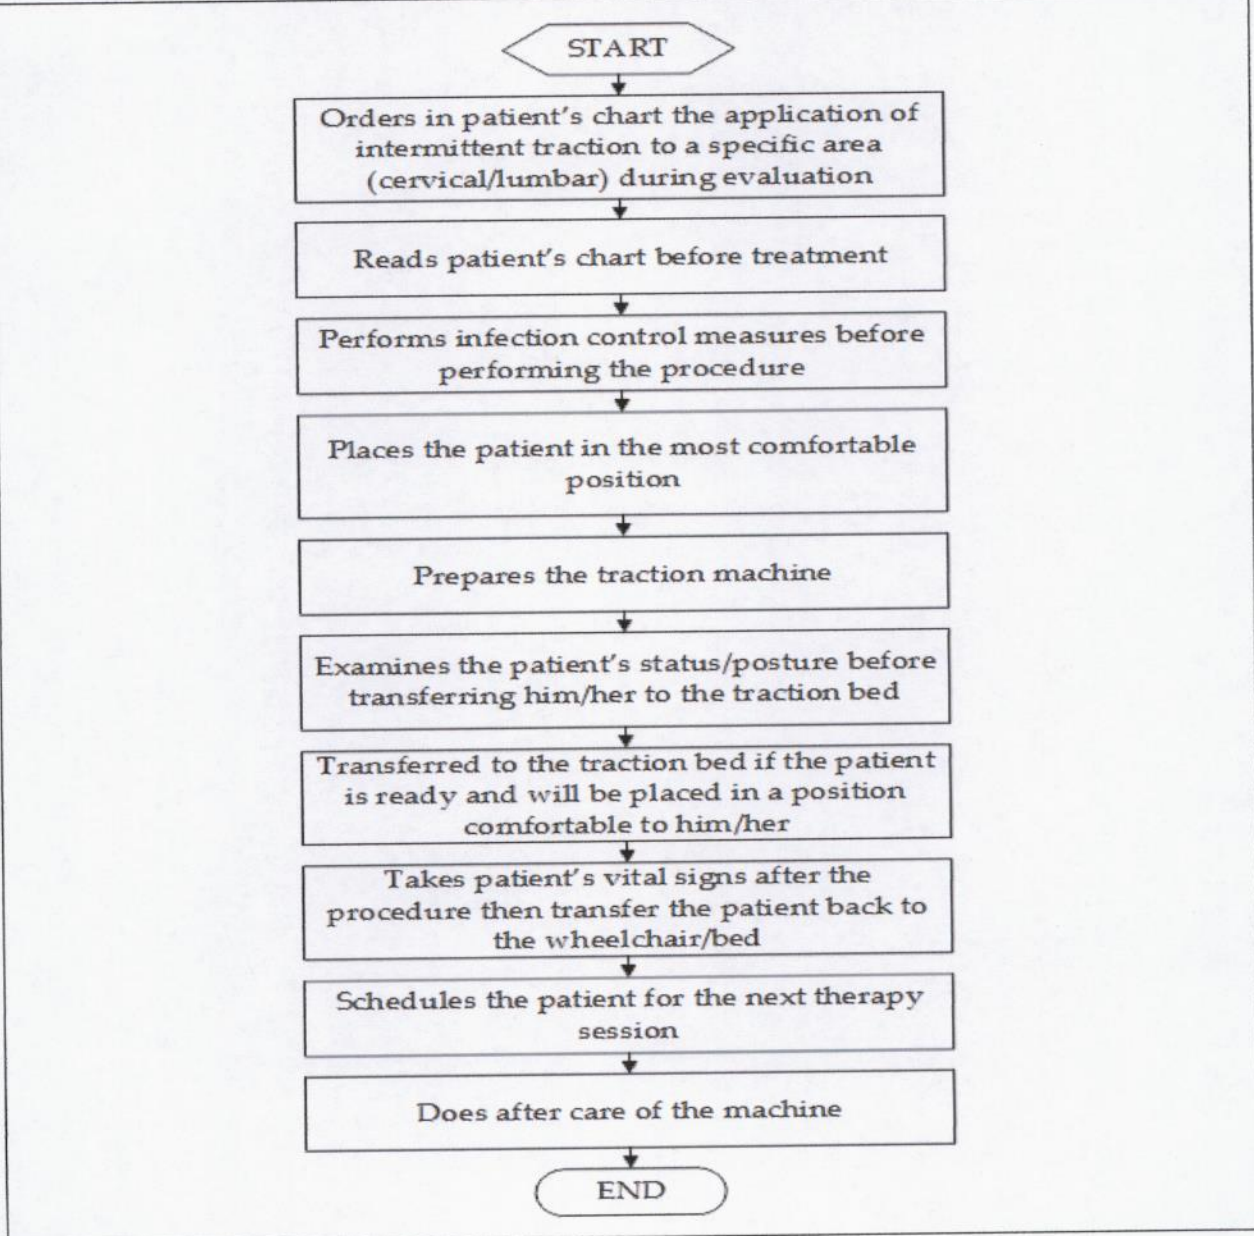 START
Orders in patient's chart the application of
intermittent traction to a specific area
(cervical/lumbar) during evaluation
Reads patient's chart before treatment
Performs infection control measures before
performing the procedure
Places the patient in the most comfortable
position
Prepares the traction machine
Examines the patient's status/posture before
transferring him/her to the traction bed
Transferred to the traction bed if the patient
is ready and will be placed in a position
comfortable to him/her
Takes patient's vital signs after the
procedure then transfer the patient back to
the wheelchair/bed
Schedules the patient for the next therapy
session
Does after care of the machine
END